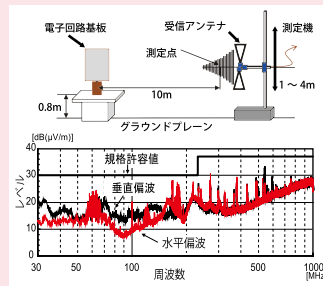 電子回路基板
受信アンテナ
測定機
測定点
10m
1 ～ 4m
0.8m
グラウンドプレーン
[dB(μV/m)]
40
規格許容値
30
垂直偏波
レベル
20
10
水平偏波
0
30 50 100 500 1000
周波数 [MHz]